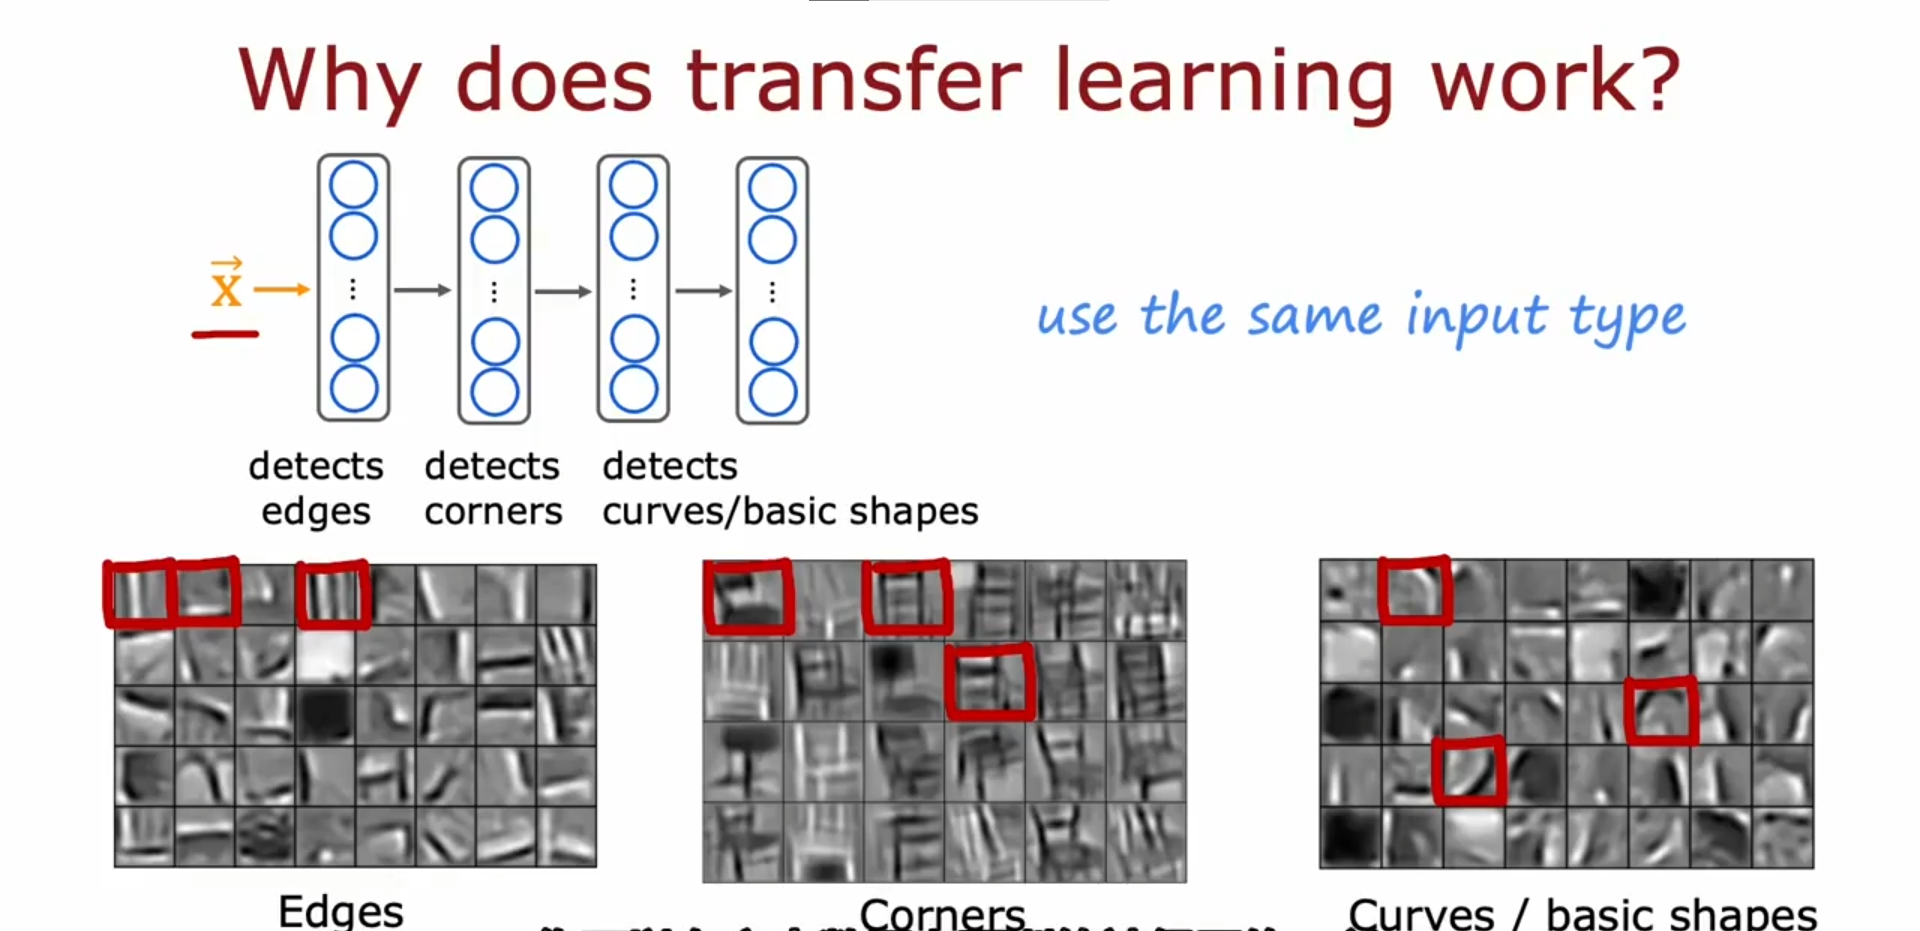 Why does transfer learning work?
x
use the same input type
detects
edges
detects
corners
detects
curves/basic shapes
Edges
Corners
Curves / basic shapes